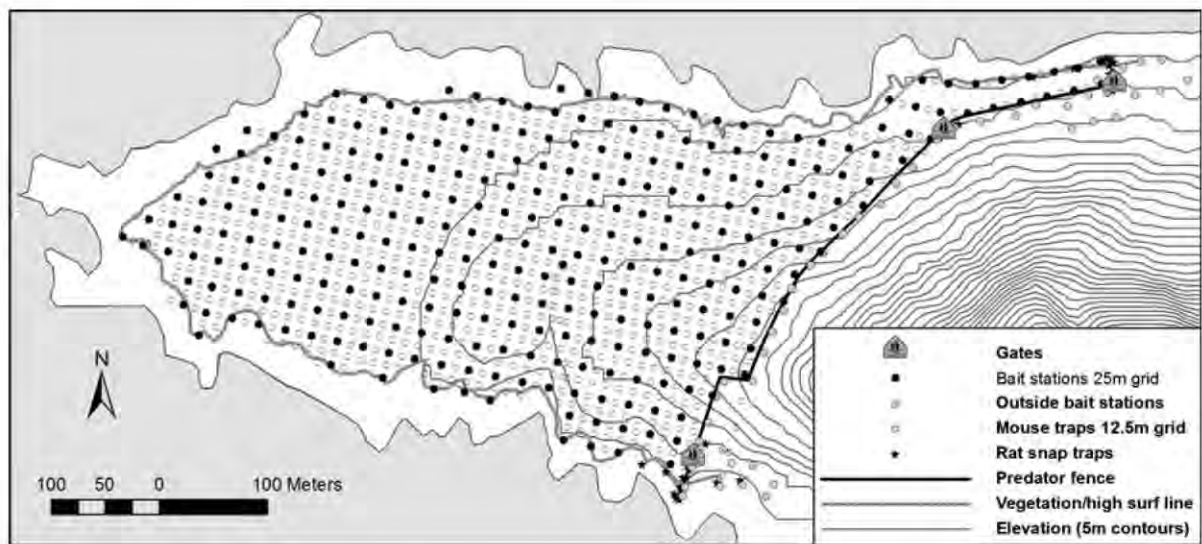 N
100 50 0 100 Meters
Gates
Bait stations 25m grid
Outside bait stations
Mouse traps 12.5m grid
Rat snap traps
Predator fence
Vegetation/high surf line
Elevation (5m contours)